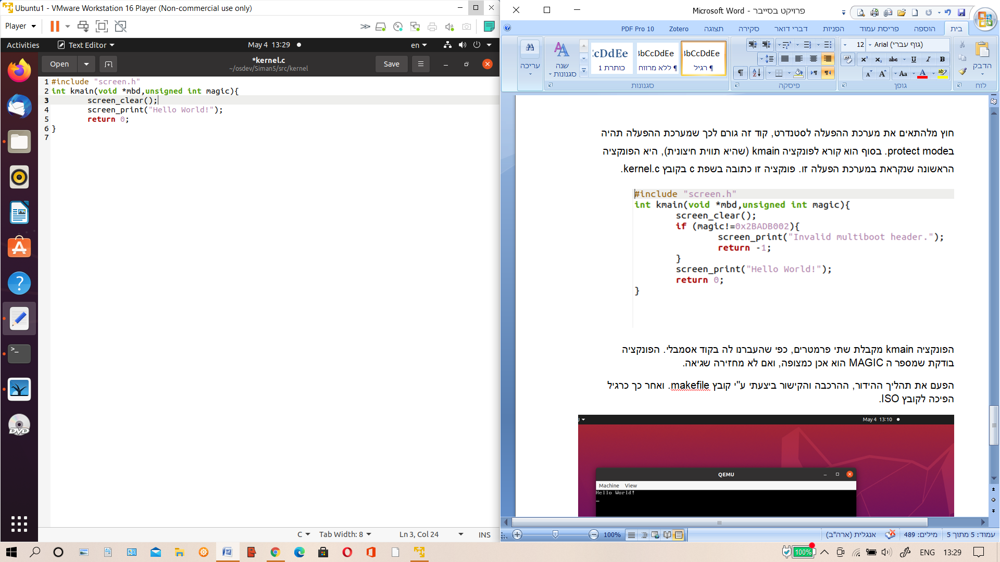 Ubuntu1 - VMware Workstation 16 Player (Non-commercial use only)
Player
Activities
Text Editor
May 4 13:29
en
Open
*kernel.c
~/osdev/Siman5/src/kernel
Save
1 #include "screen.h"
2 int kmain(void *mbd,unsigned int magic){
3 screen_clear();
4 screen_print("Hello World!");
5 return 0;
6 }
7
C
Tab Width: 8
Ln 3, Col 24
INS
פרויקט בסייבר - Microsoft Word
בית
הוספה
פריסת עמוד
הפניות
דברי דואר
סקירה
תצוגה
Zotero
PDF Pro 10
הדבק
לוח
Arial (גוף עברי)
12
גופן
פיסקה
AaBbCcDdEe
¶ רגיל
¶ ללא מרווח
כותרת 1
שנה
סגנונות
סגנונות
עריכה
חוץ מלהתאים את מערכת ההפעלה לסטנדרט, קוד זה גורם לכך שמערכת ההפעלה תהיה
בprotect mode. בסוף הוא קורא לפונקציה kmain (שהיא תווית חיצונית), היא הפונקציה
הראשונה שנקראת במערכת הפעלה זו. פונקציה זו כתובה בשפת c בקובץ kernel.c.
#include "screen.h"
int kmain(void *mbd,unsigned int magic){
screen_clear();
if (magic!=0x2BADB002){
screen_print("Invalid multiboot header.");
return -1;
}
screen_print("Hello World!");
return 0;
}
הפונקציה kmain מקבלת שתי פרמטרים, כפי שהעברנו לה בקוד אסמבלי. הפונקציה
בודקת שמספר ה MAGIC הוא אכן כמצופה, ואם לא מחזירה שגיאה.
הפעם את תהליך ההידור, ההרכבה והקישור ביצעתי ע"י קובץ makefile. ואחר כך כרגיל
הפיכה לקובץ ISO.
May 4 13:10
QEMU
Machine View
Hello World!
עמוד: 5 מתוך 5
מילים: 489
אנגלית (ארה"ב)
100%
100%
ENG
13:29